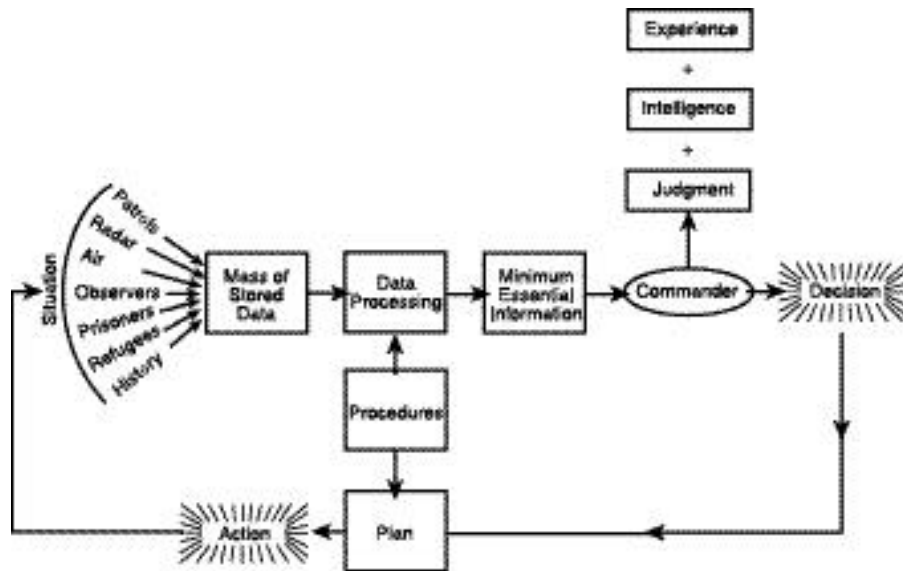 Experience
+
Intelligence
+
Judgment
Situation
Patrols
Radar
Air
Observers
Prisoners
Refugees
History
Mass of
Stored
Data
Data
Processing
Minimum
Essential
Information
Commander
Decision
Procedures
Action
Plan